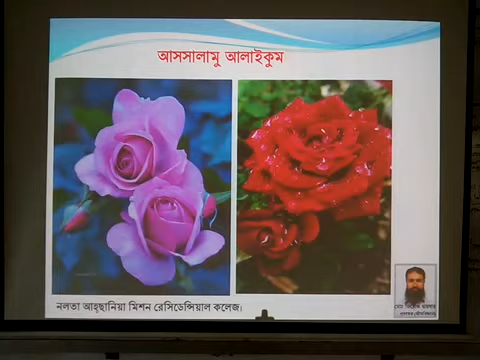 আসসালামু আলাইকুম
নলতা আহ্ছানিয়া মিশন রেসিডেন্সিয়াল কলেজ।